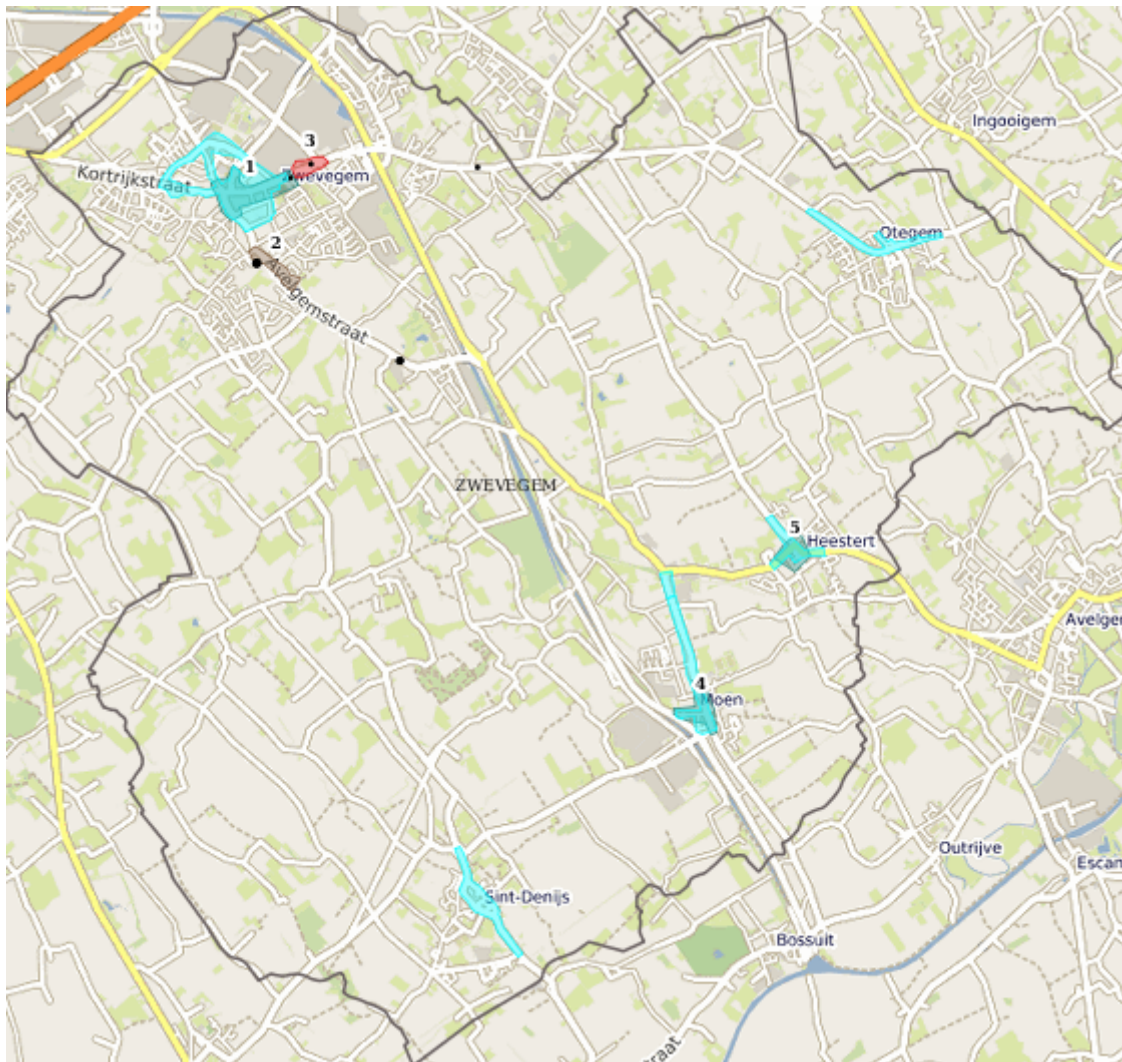 Ingooigem
3
1
Kortrijkstraat
Zwevegem
Otegem
2
Avelgemstraat
ZWEVEGEM
5
Heestert
Avelger
4
Moen
Outrijve
Escan
Sint-Denijs
Bossuit
straat